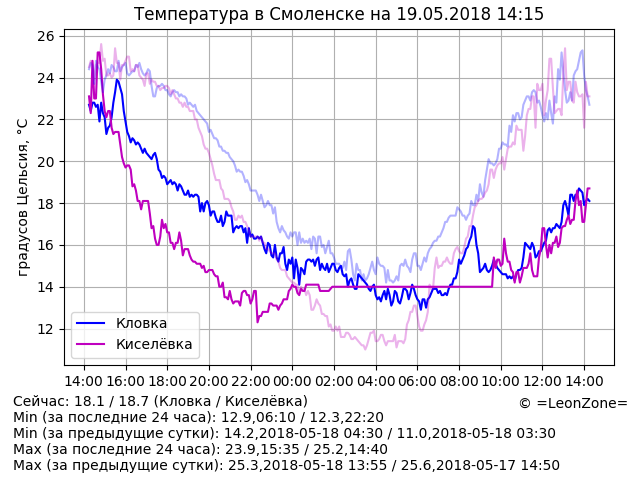 Температура в Смоленске на 19.05.2018 14:15
26
24
22
20
18
16
14
12
градусов Цельсия, °C
Кловка
Киселёвка
14:00 16:00 18:00 20:00 22:00 00:00 02:00 04:00 06:00 08:00 10:00 12:00 14:00
Сейчас: 18.1 / 18.7 (Кловка / Киселёвка)
© =LeonZone=
Min (за последние 24 часа): 12.9,06:10 / 12.3,22:20
Min (за предыдущие сутки): 14.2,2018-05-18 04:30 / 11.0,2018-05-18 03:30
Max (за последние 24 часа): 23.9,15:35 / 25.2,14:40
Max (за предыдущие сутки): 25.3,2018-05-18 13:55 / 25.6,2018-05-17 14:50